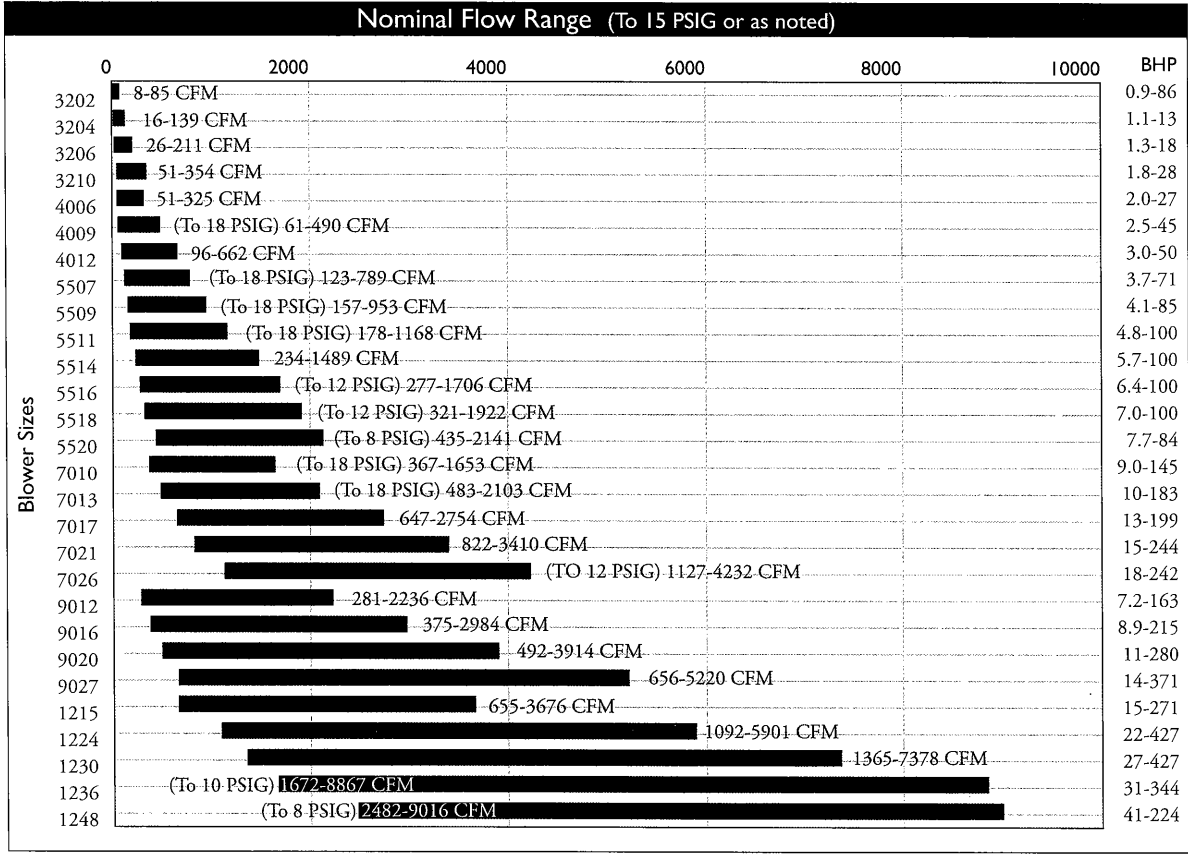 Nominal Flow Range (To 15 PSIG or as noted)
0 2000 4000 6000 8000 10000 BHP
Blower Sizes
3202 8-85 CFM 0.9-86
3204 16-139 CFM 1.1-13
3206 26-211 CFM 1.3-18
3210 51-354 CFM 1.8-28
4006 51-325 CFM 2.0-27
4009 (To 18 PSIG) 61-490 CFM 2.5-45
4012 96-662 CFM 3.0-50
5507 (To 18 PSIG) 123-789 CFM 3.7-71
5509 (To 18 PSIG) 157-953 CFM 4.1-85
5511 (To 18 PSIG) 178-1168 CFM 4.8-100
5514 234-1489 CFM 5.7-100
5516 (To 12 PSIG) 277-1706 CFM 6.4-100
5518 (To 12 PSIG) 321-1922 CFM 7.0-100
5520 (To 8 PSIG) 435-2141 CFM 7.7-84
7010 (To 18 PSIG) 367-1653 CFM 9.0-145
7013 (To 18 PSIG) 483-2103 CFM 10-183
7017 647-2754 CFM 13-199
7021 822-3410 CFM 15-244
7026 (TO 12 PSIG) 1127-4232 CFM 18-242
9012 281-2236 CFM 7.2-163
9016 375-2984 CFM 8.9-215
9020 492-3914 CFM 11-280
9027 656-5220 CFM 14-371
1215 655-3676 CFM 15-271
1224 1092-5901 CFM 22-427
1230 1365-7378 CFM 27-427
1236 (To 10 PSIG) 1672-8867 CFM 31-344
1248 (To 8 PSIG) 2482-9016 CFM 41-224